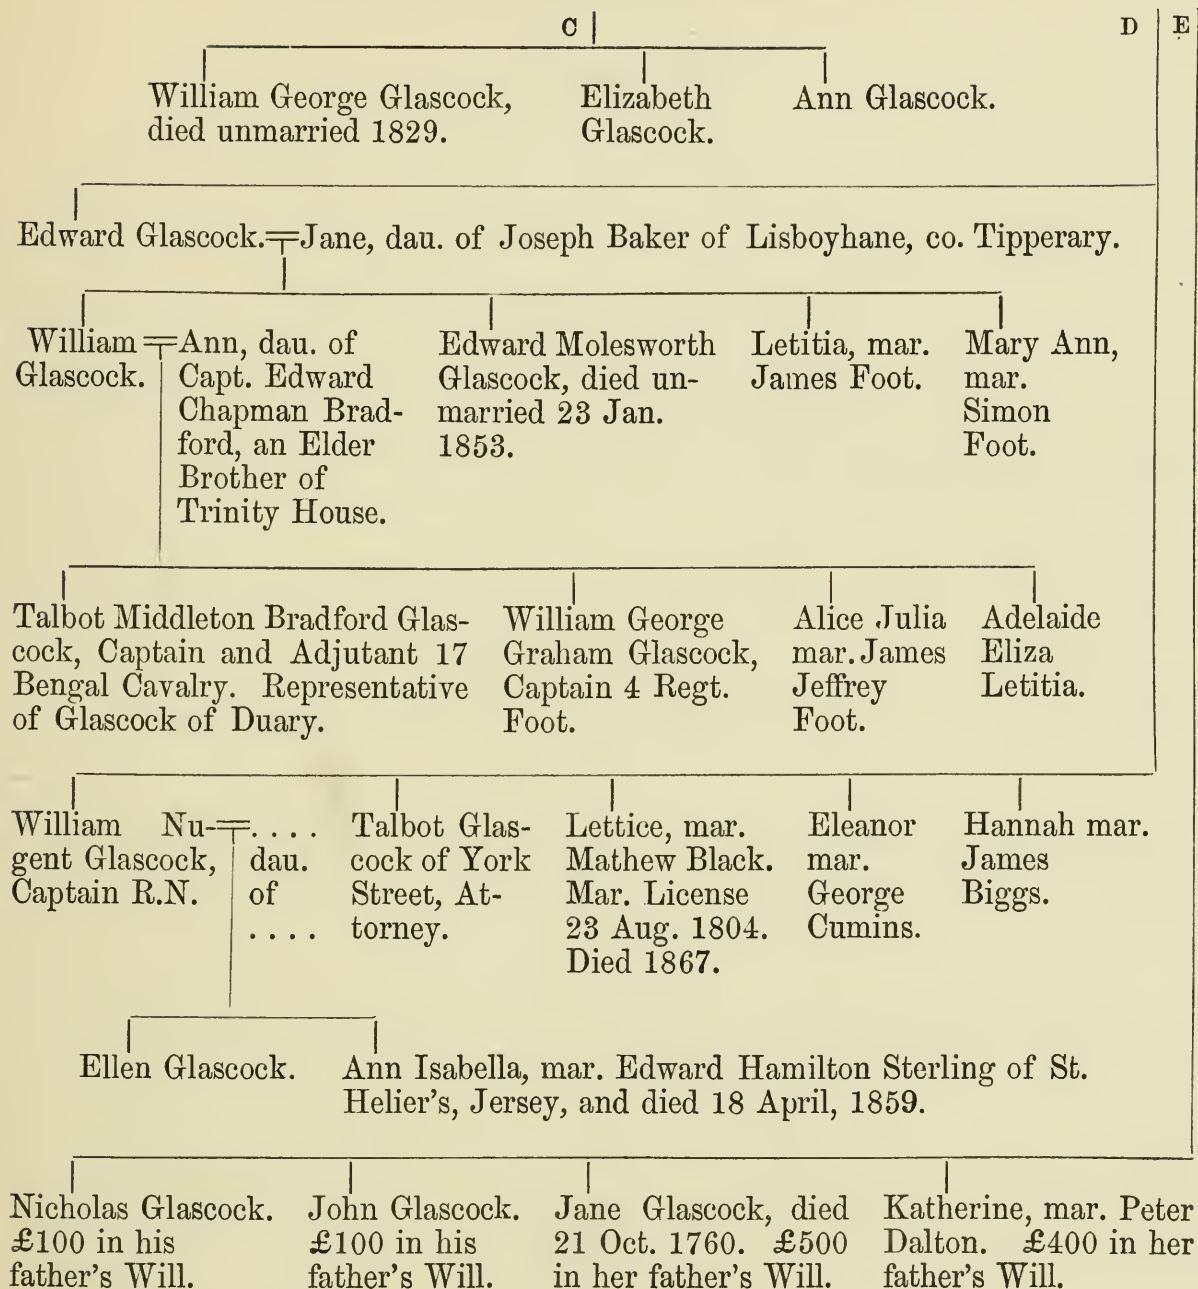 C D E
William George Glascock,
died unmarried 1829.
Elizabeth
Glascock.
Ann Glascock.
Edward Glascock.=Jane, dau. of Joseph Baker of Lisboyhane, co. Tipperary.
William
Glascock.
=Ann, dau. of
Capt. Edward
Chapman Brad-
ford, an Elder
Brother of
Trinity House.
Edward Molesworth
Glascock, died un-
married 23 Jan.
1853.
Letitia, mar.
James Foot.
Mary Ann,
mar.
Simon
Foot.
Talbot Middleton Bradford Glas-
cock, Captain and Adjutant 17
Bengal Cavalry. Representative
of Glascock of Duary.
William George
Graham Glascock,
Captain 4 Regt.
Foot.
Alice Julia
mar. James
Jeffrey
Foot.
Adelaide
Eliza
Letitia.
William Nu-
gent Glascock,
Captain R.N.
=. . . .
dau.
of
. . . .
Talbot Glas-
cock of York
Street, At-
torney.
Lettice, mar.
Mathew Black.
Mar. License
23 Aug. 1804.
Died 1867.
Eleanor
mar.
George
Cumins.
Hannah mar.
James
Biggs.
Ellen Glascock.
Ann Isabella, mar. Edward Hamilton Sterling of St.
Helier's, Jersey, and died 18 April, 1859.
Nicholas Glascock.
£100 in his
father's Will.
John Glascock.
£100 in his
father's Will.
Jane Glascock, died
21 Oct. 1760. £500
in her father's Will.
Katherine, mar. Peter
Dalton. £400 in her
father's Will.